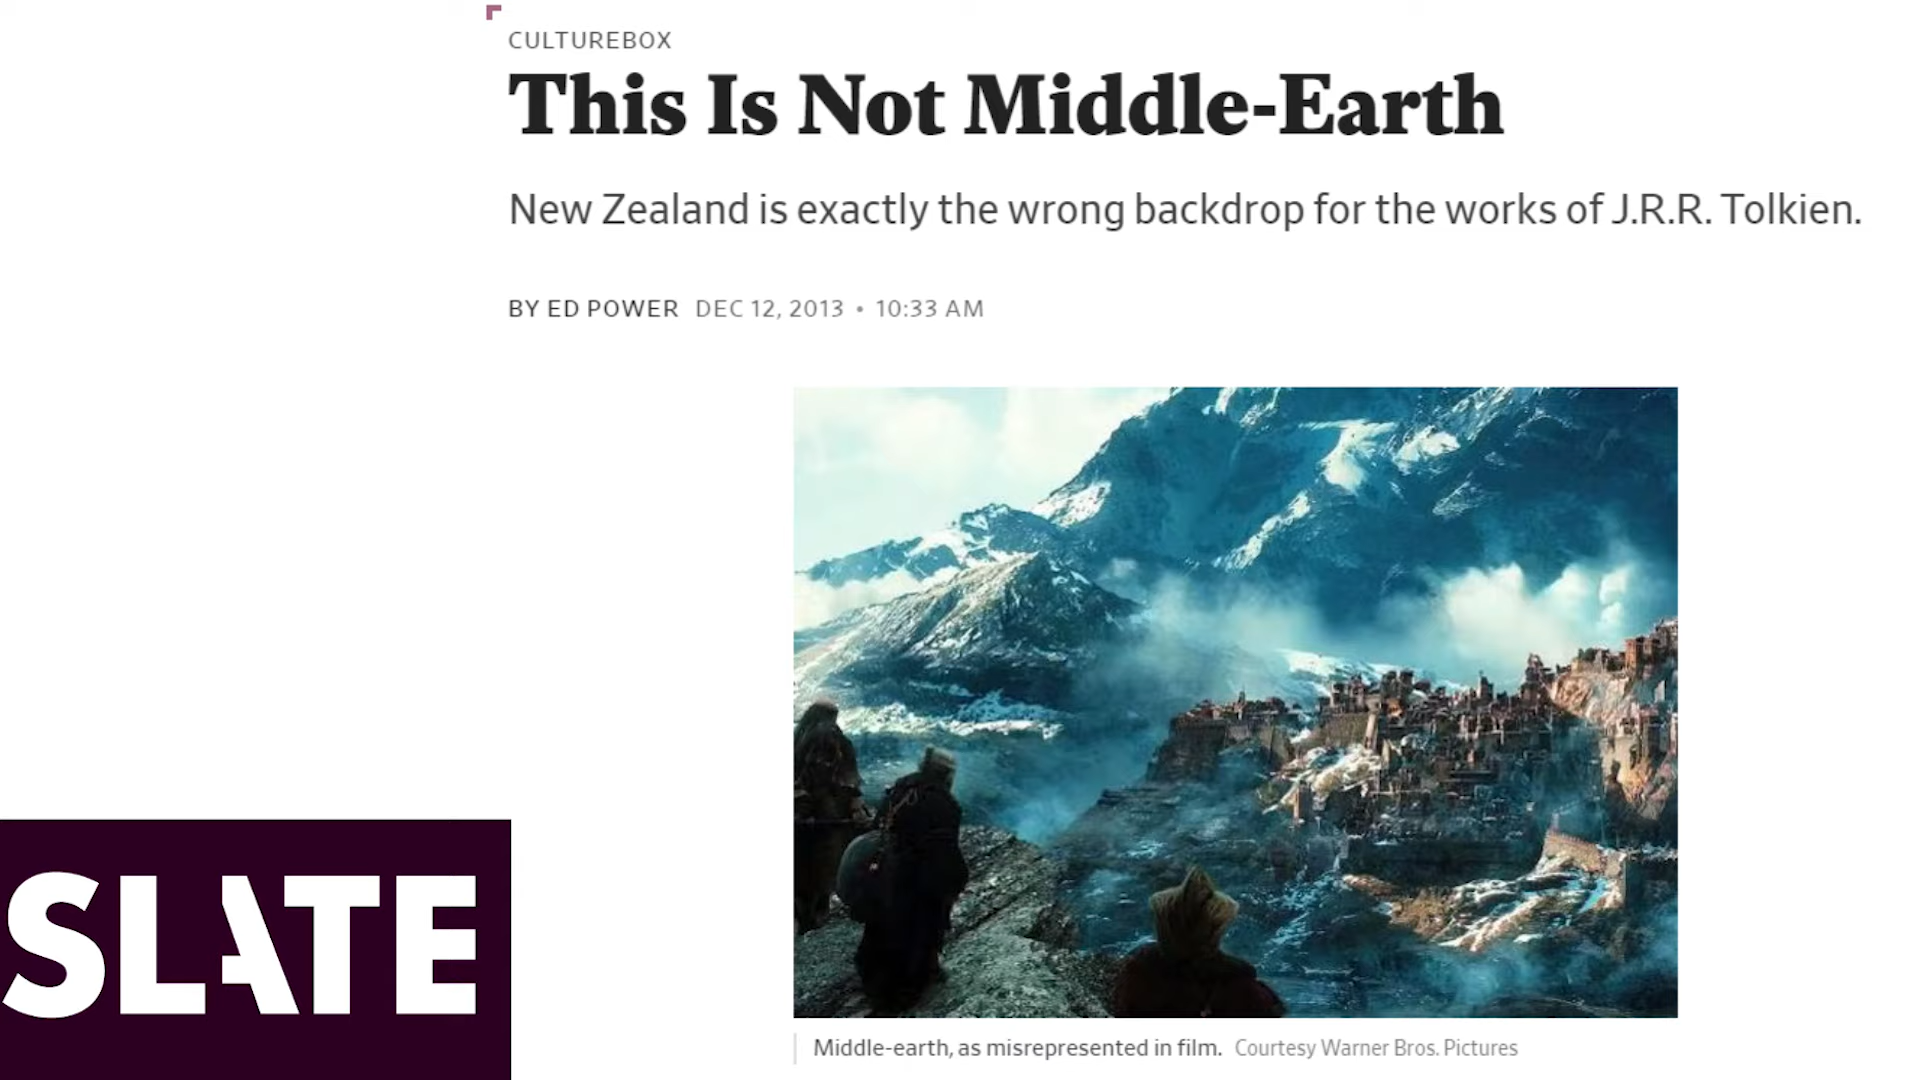 CULTUREBOX
This Is Not Middle-Earth
New Zealand is exactly the wrong backdrop for the works of J.R.R. Tolkien.
BY ED POWER DEC 12, 2013 • 10:33 AM
SLATE
Middle-earth, as misrepresented in film. Courtesy Warner Bros. Pictures